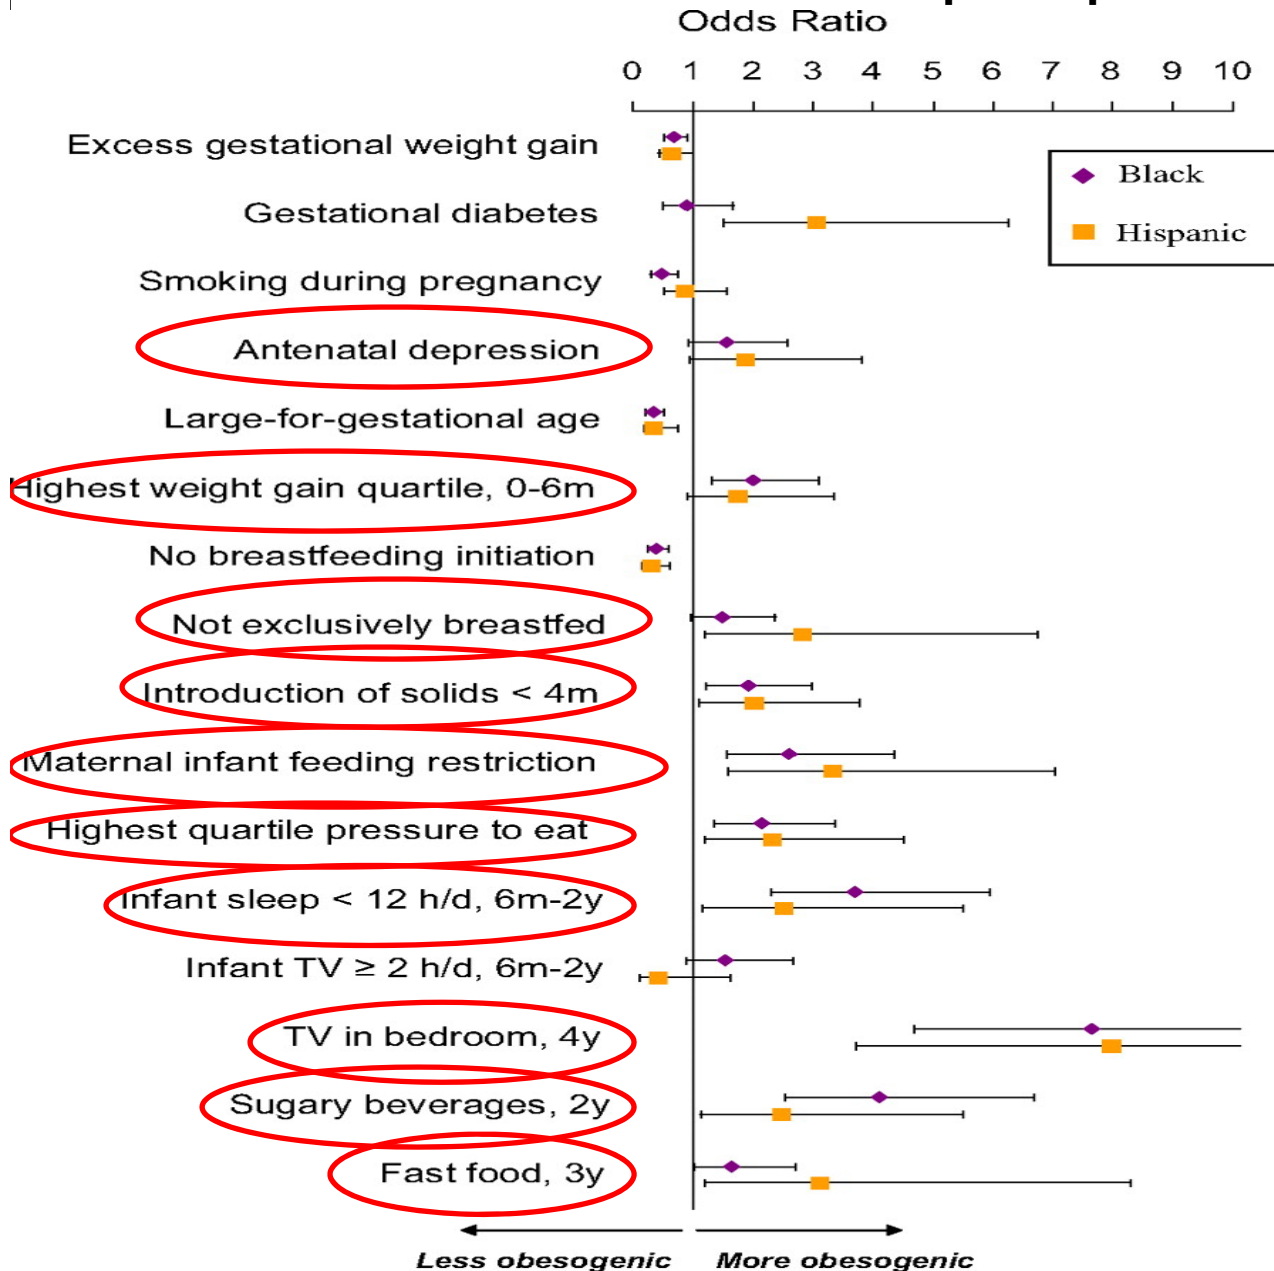 Odds Ratio
0 1 2 3 4 5 6 7 8 9 10
Excess gestational weight gain
Black
Gestational diabetes
Hispanic
Smoking during pregnancy
Antenatal depression
Large-for-gestational age
Highest weight gain quartile, 0-6m
No breastfeeding initiation
Not exclusively breastfed
Introduction of solids < 4m
Maternal infant feeding restriction
Highest quartile pressure to eat
Infant sleep < 12 h/d, 6m-2y
Infant TV ≥ 2 h/d, 6m-2y
TV in bedroom, 4y
Sugary beverages, 2y
Fast food, 3y
Less obesogenic More obesogenic